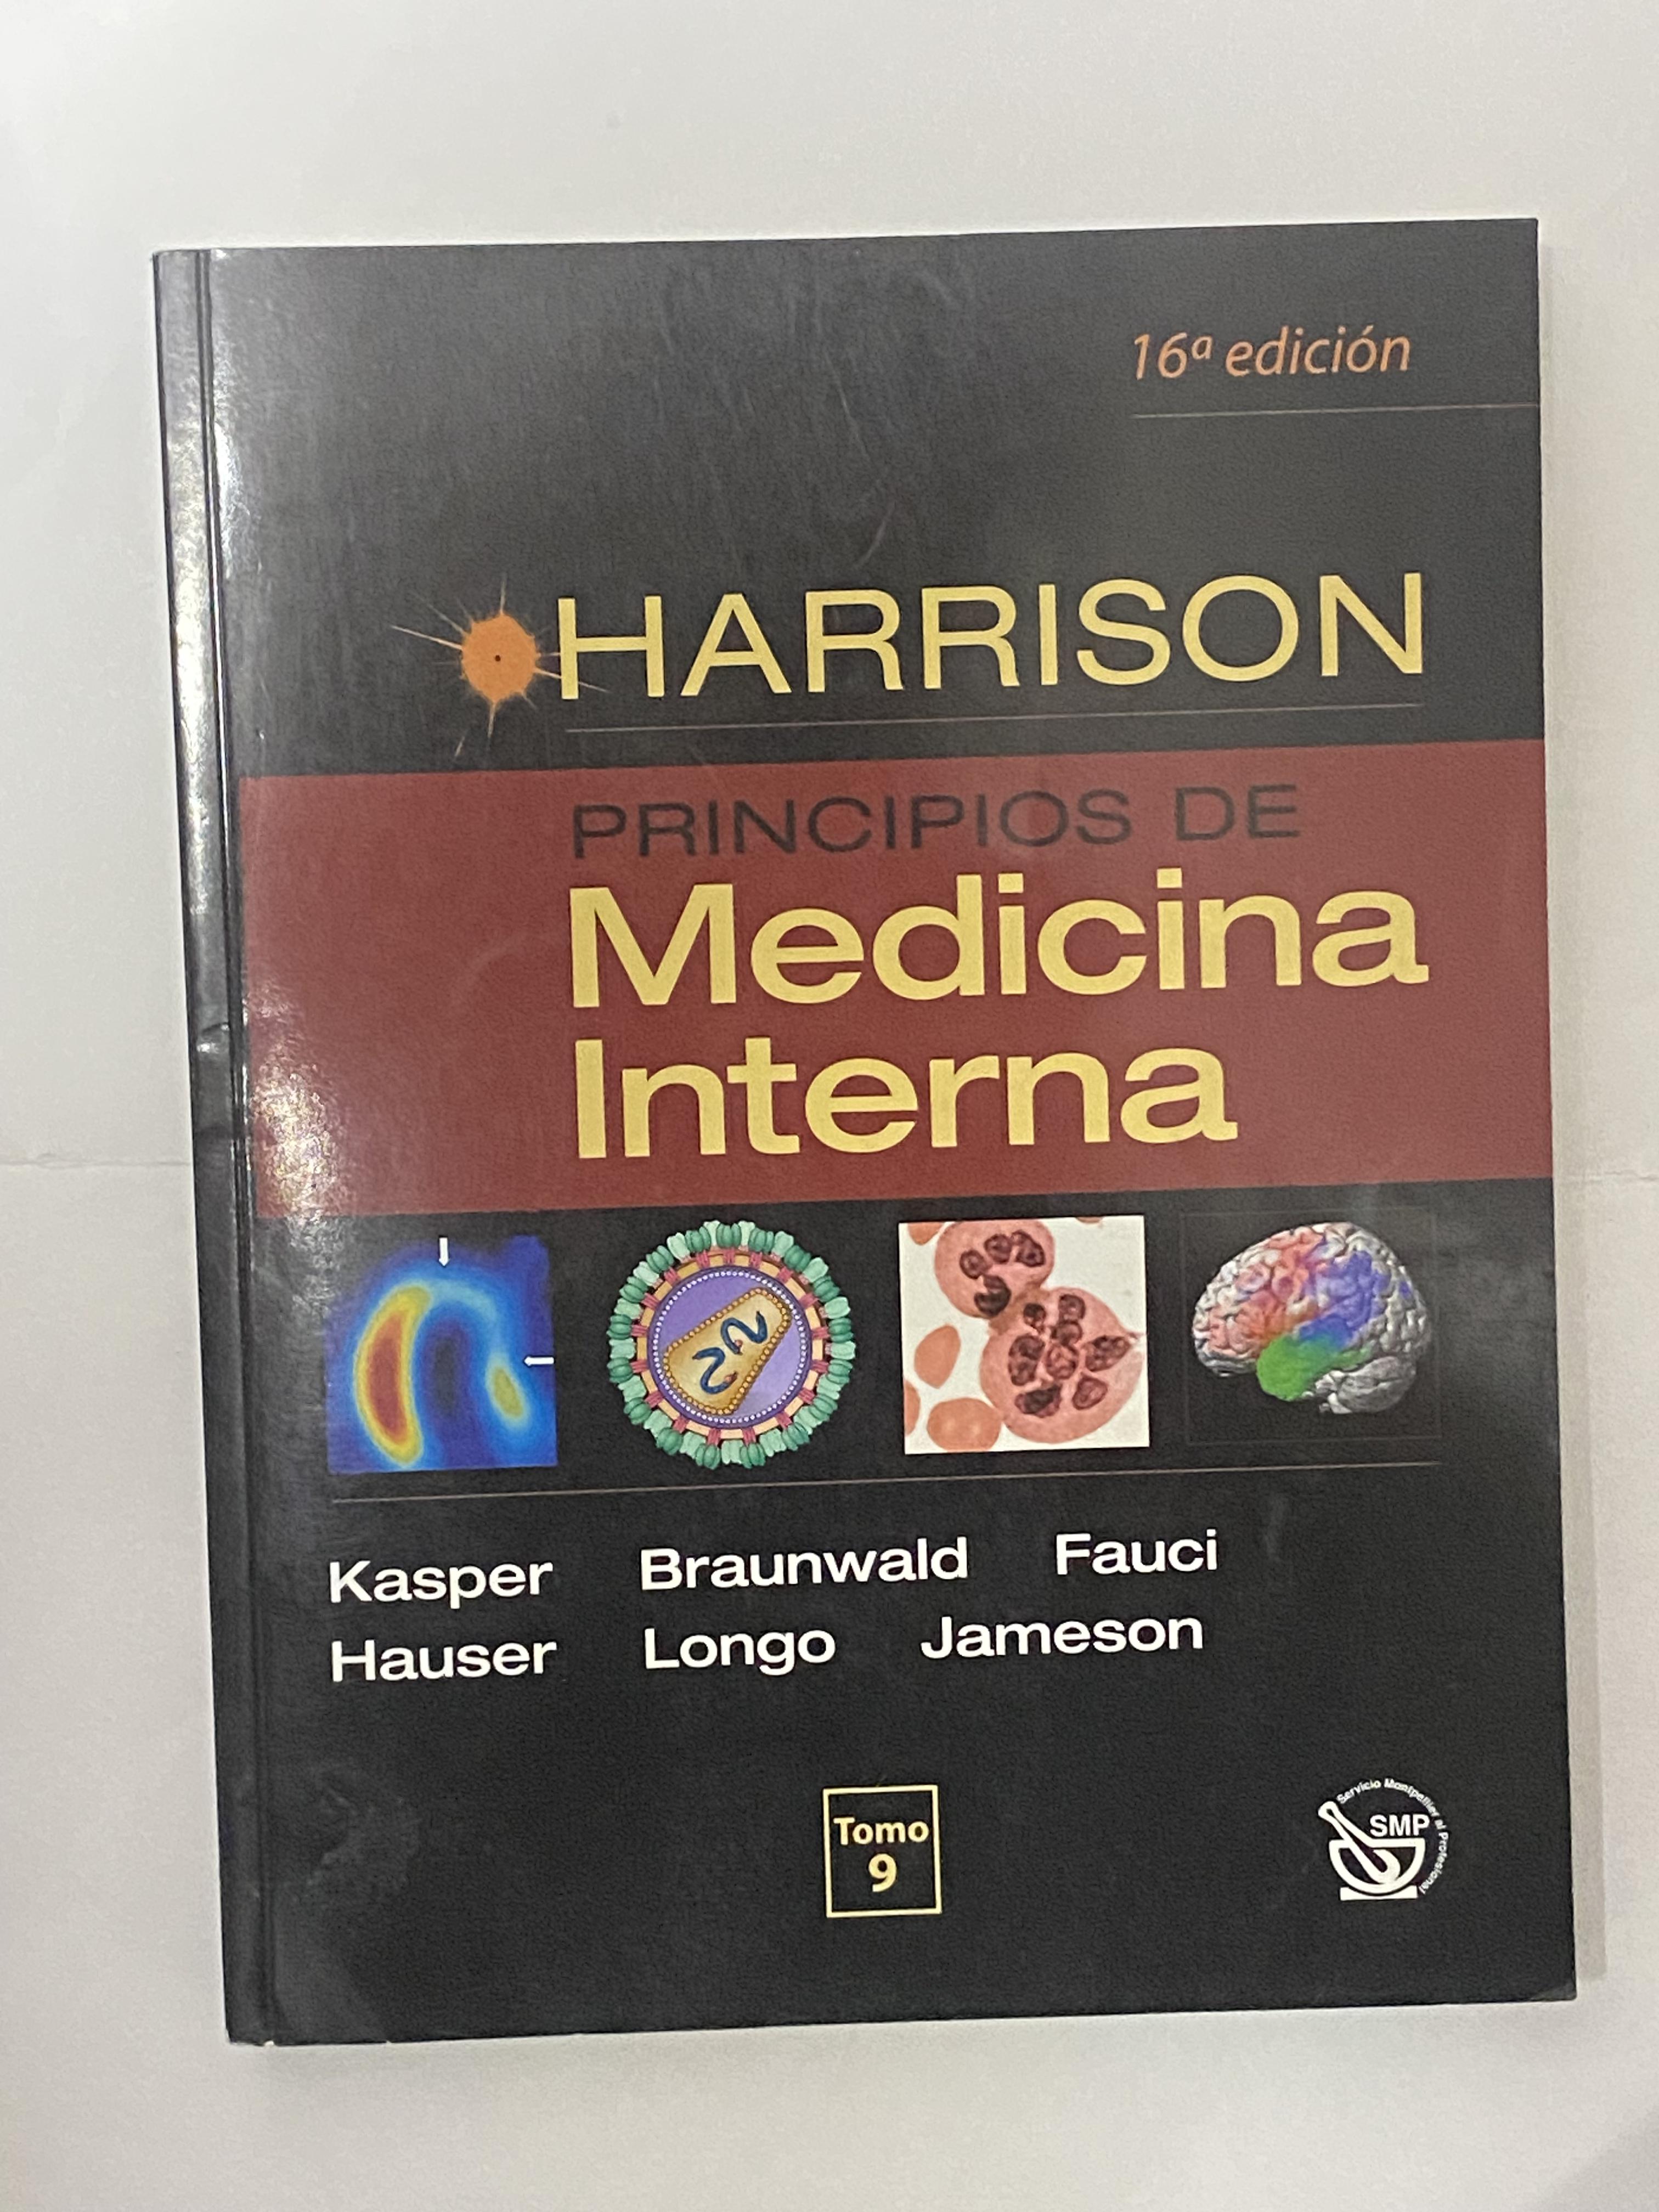 16ª edición
HARRISON
PRINCIPIOS DE
Medicina
Interna
Kasper Braunwald Fauci
Hauser Longo Jameson
Tomo
9
Servicio Montpellier al Profesional
SMP